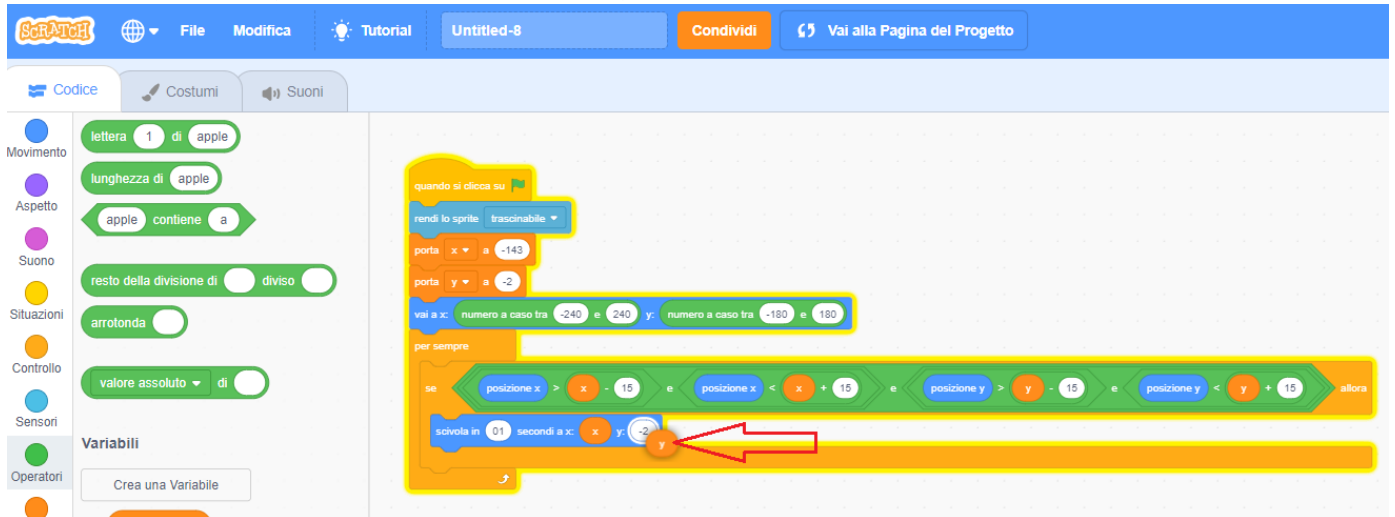 SCRATCH File Modifica Tutorial Untitled-8 Condividi Vai alla Pagina del Progetto
Codice Costumi Suoni
Movimento
Aspetto
Suono
Situazioni
Controllo
Sensori
Operatori
lettera 1 di apple
lunghezza di apple
apple contiene a
resto della divisione di diviso
arrotonda
valore assoluto di
Variabili
Crea una Variabile
quando si clicca su
rendi lo sprite trascinabile
porta x a -143
porta y a -2
vai a x: numero a caso tra -240 e 240 y: numero a caso tra -180 e 180
per sempre
se posizione x > x - 15 e posizione x < x + 15 e posizione y > y - 15 e posizione y < y + 15 allora
scivola in 01 secondi a x: x y: -2
y